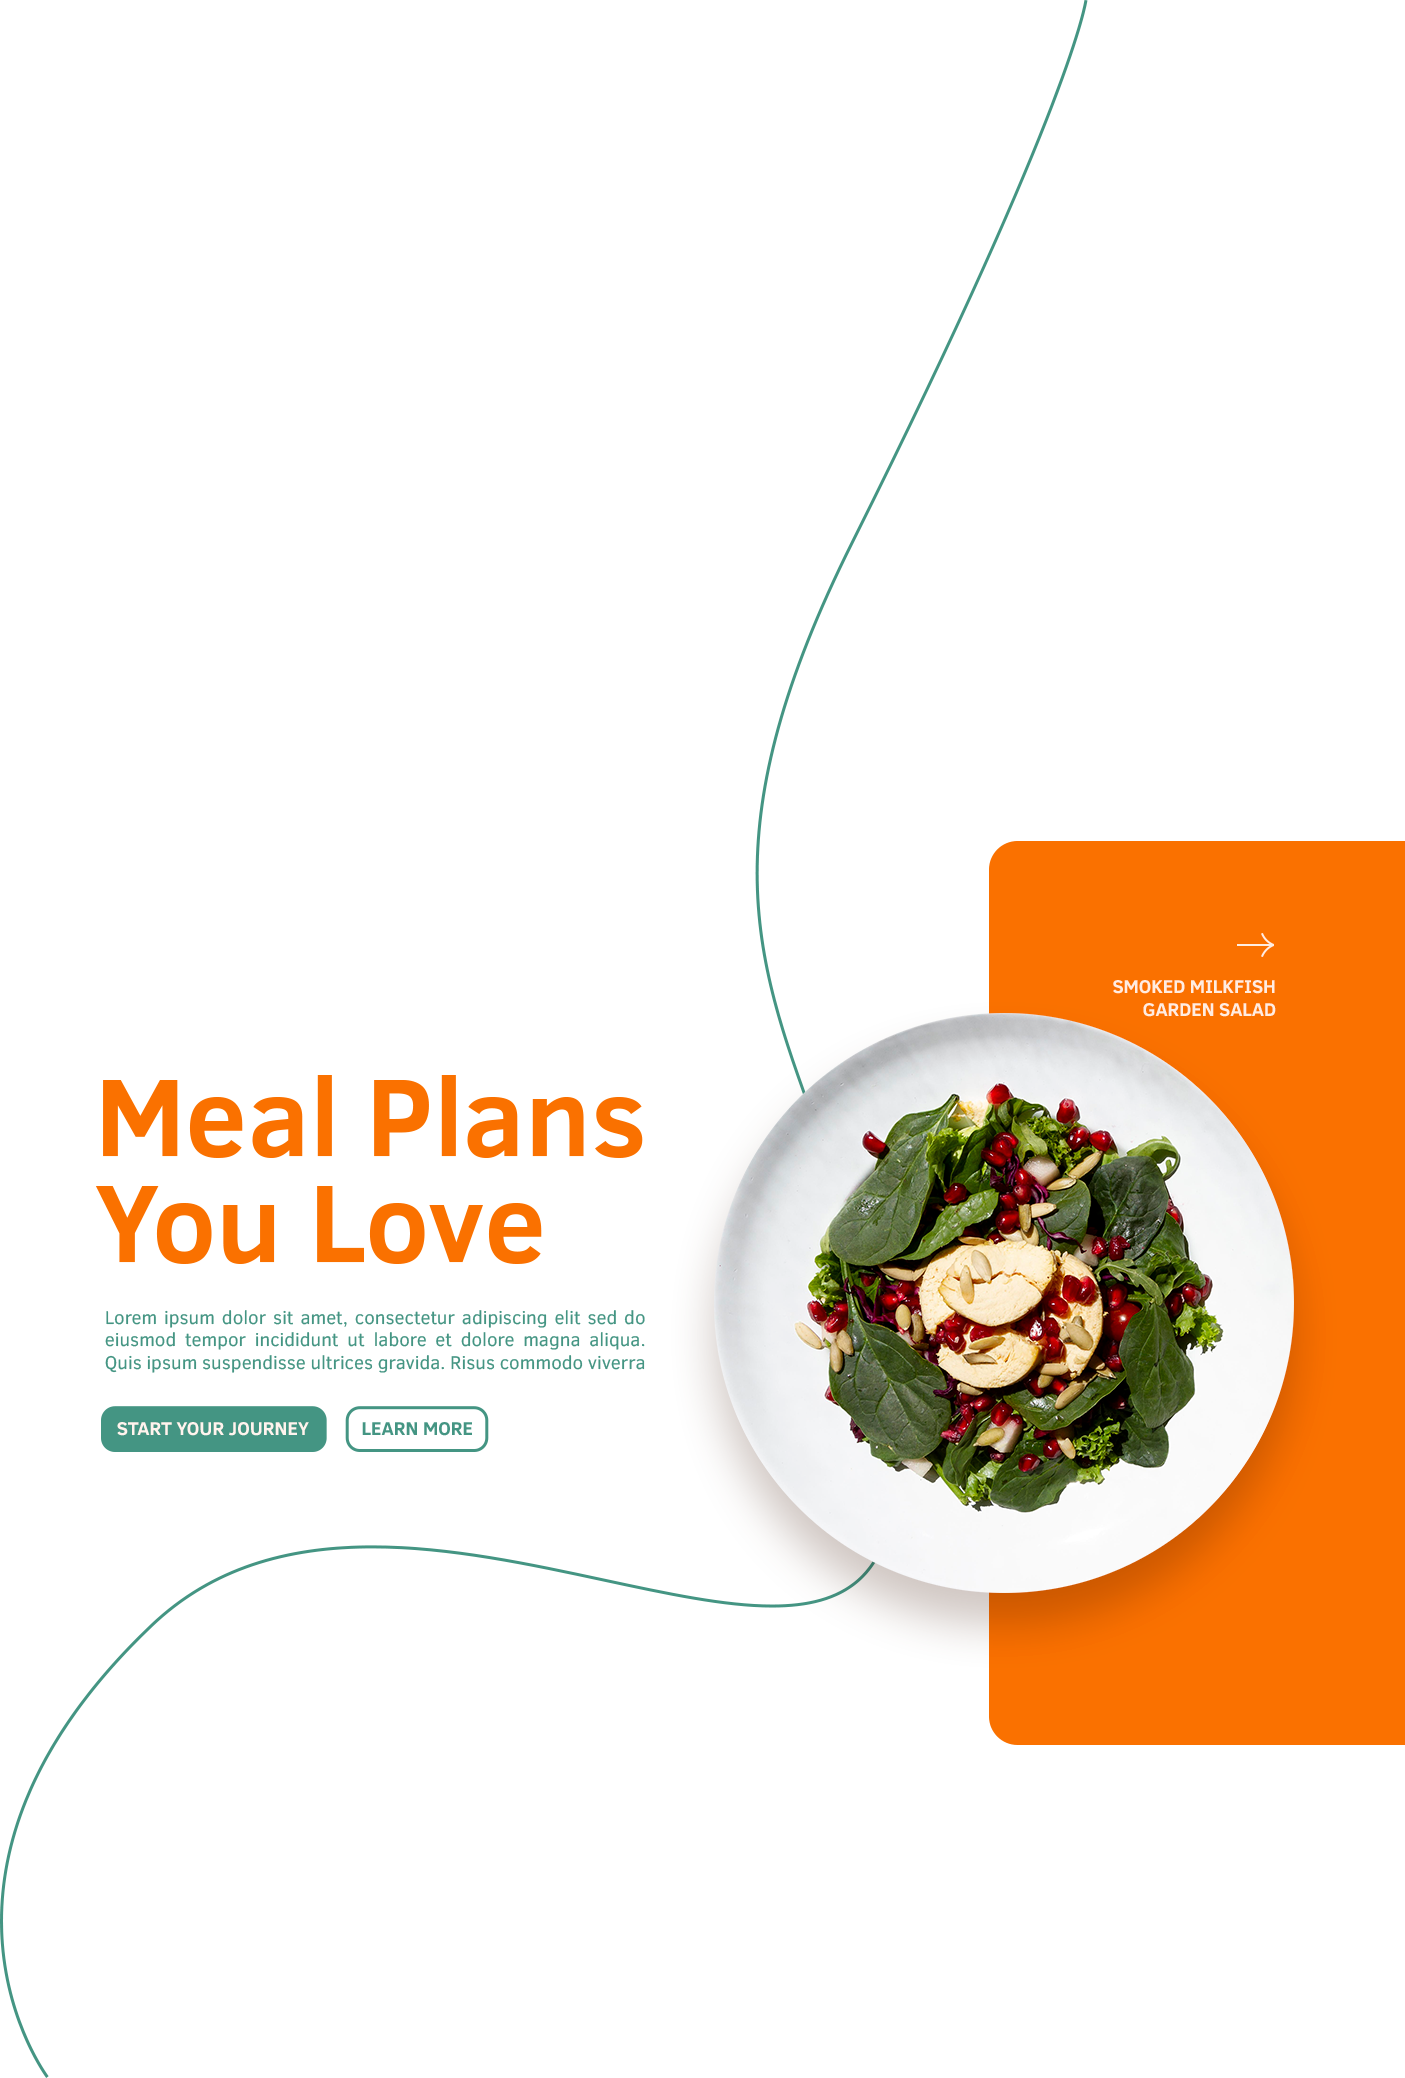 SMOKED MILKFISH
GARDEN SALAD
Meal Plans
You Love
Lorem ipsum dolor sit amet, consectetur adipiscing elit sed do
eiusmod tempor incididunt ut labore et dolore magna aliqua.
Quis ipsum suspendisse ultrices gravida. Risus commodo viverra
START YOUR JOURNEY
LEARN MORE